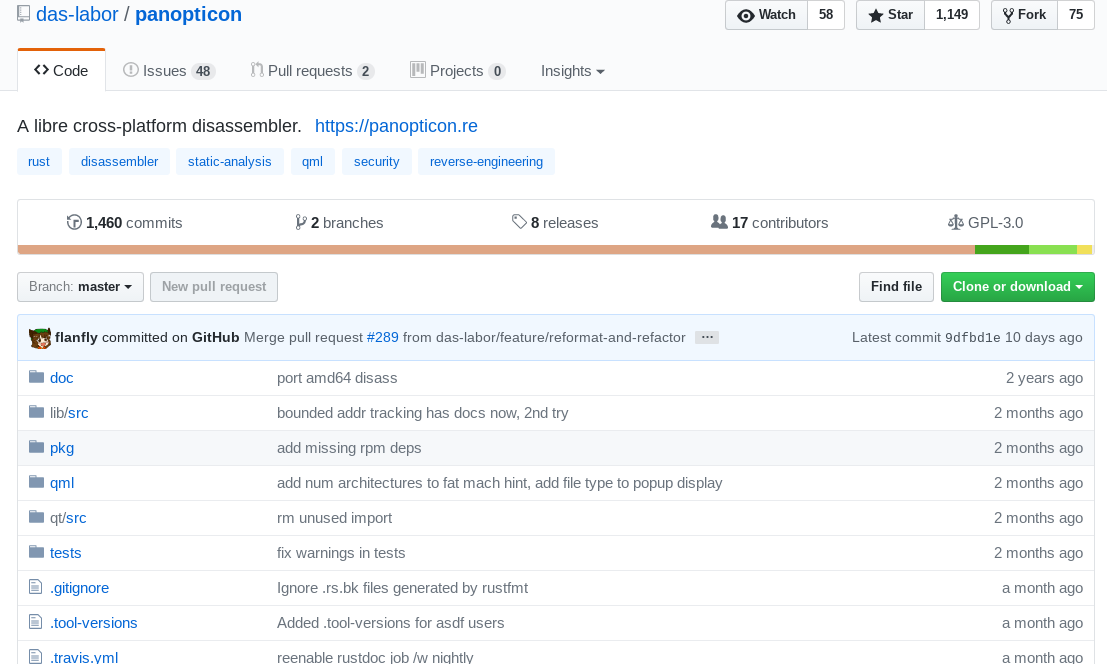 das-labor / panopticon
Watch 58 Star 1,149 Fork 75
Code Issues 48 Pull requests 2 Projects 0 Insights
A libre cross-platform disassembler. https://panopticon.re
rust disassembler static-analysis qml security reverse-engineering
1,460 commits 2 branches 8 releases 17 contributors GPL-3.0
Branch: master New pull request Find file Clone or download
flanfly committed on GitHub Merge pull request #289 from das-labor/feature/reformat-and-refactor ... Latest commit 9dfbd1e 10 days ago
doc port amd64 disass 2 years ago
lib/src bounded addr tracking has docs now, 2nd try 2 months ago
pkg add missing rpm deps 2 months ago
qml add num architectures to fat mach hint, add file type to popup display 2 months ago
qt/src rm unused import 2 months ago
tests fix warnings in tests 2 months ago
.gitignore Ignore .rs.bk files generated by rustfmt a month ago
.tool-versions Added .tool-versions for asdf users a month ago
.travis.yml reenable rustdoc job /w nightly a month ago